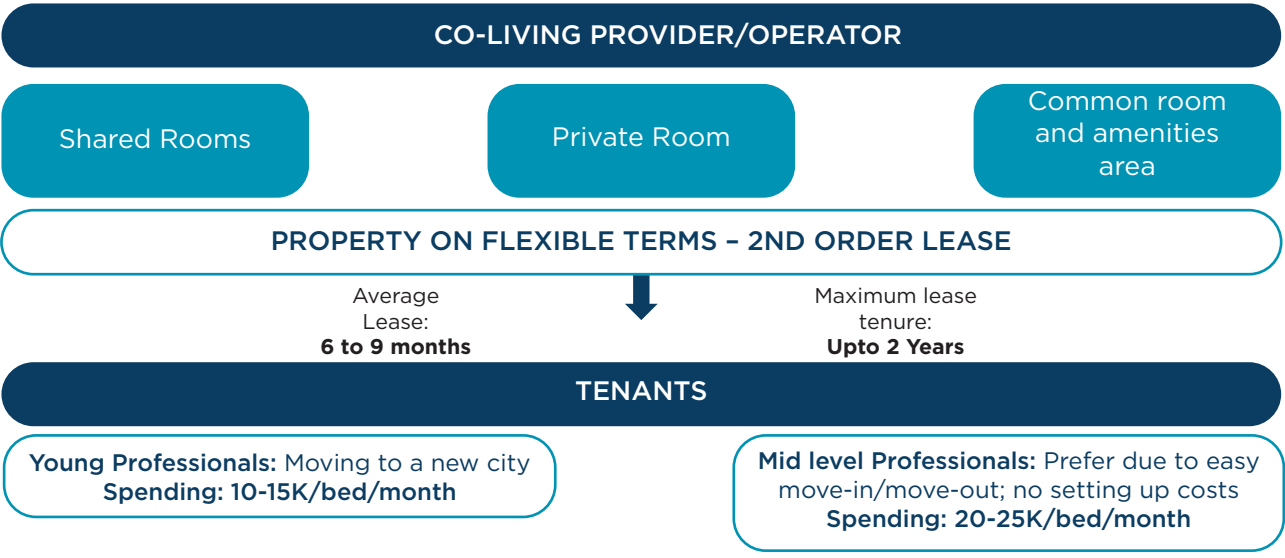 CO-LIVING PROVIDER/OPERATOR
Shared Rooms
Private Room
Common room
and amenities
area
PROPERTY ON FLEXIBLE TERMS – 2ND ORDER LEASE
Average
Lease:
6 to 9 months
Maximum lease
tenure:
Upto 2 Years
TENANTS
Young Professionals: Moving to a new city
Spending: 10-15K/bed/month
Mid level Professionals: Prefer due to easy
move-in/move-out; no setting up costs
Spending: 20-25K/bed/month